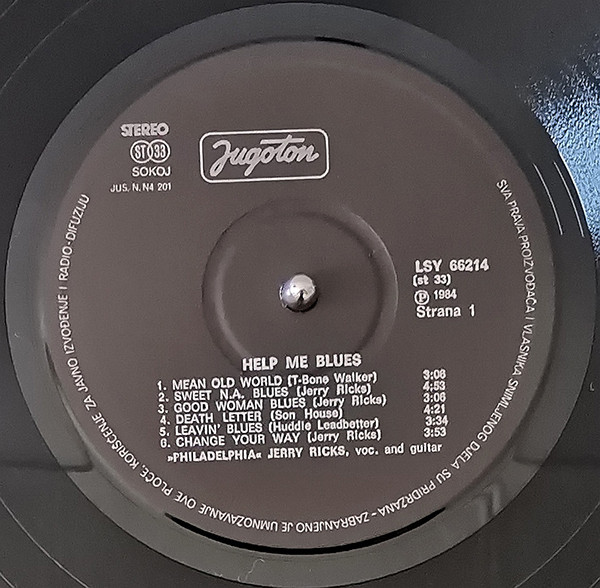 STEREO
ST 33
SOKOJ
JUS. N. N4 201
Jugoton
LSY 66214
(st 33)
Ⓟ 1984
Strana 1
HELP ME BLUES
1. MEAN OLD WORLD (T-Bone Walker) 3:08
2. SWEET N.A. BLUES (Jerry Ricks) 4:53
3. GOOD WOMAN BLUES (Jerry Ricks) 3:06
4. DEATH LETTER (Son House) 4:21
5. LEAVIN' BLUES (Huddie Leadbetter) 3:34
6. CHANGE YOUR WAY (Jerry Ricks) 3:53
»PHILADELPHIA« JERRY RICKS, voc. and guitar
SVA PRAVA PROIZVOĐAČA I VLASNIKA SNIMLJENOG DJELA SU PRIDRŽANA - ZABRANJENO JE UMNOŽAVANJE OVE PLOČE, KORIŠĆENJE ZA JAVNO IZVOĐENJE I RADIO-DIFUZIJU